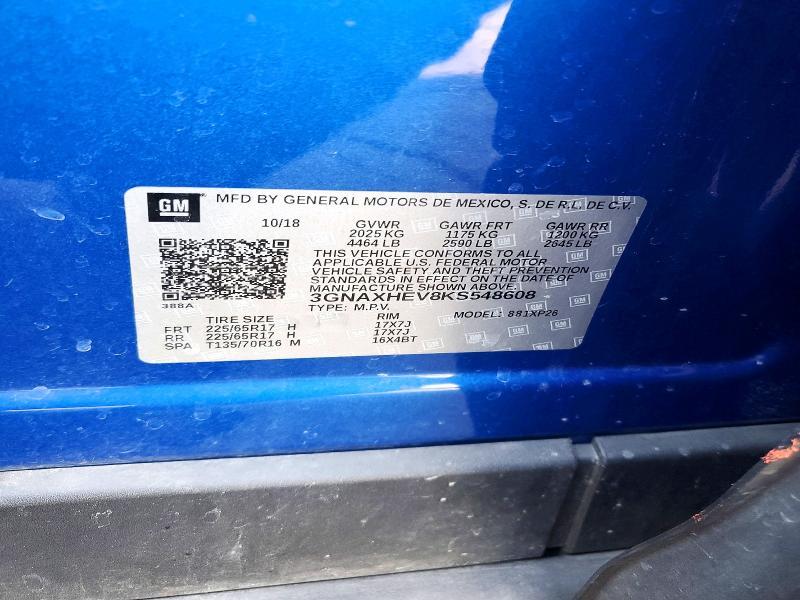 GM MFD BY GENERAL MOTORS DE MEXICO, S. DE R.L. DE C.V.
10/18 GVWR GAWR FRT GAWR RR
2025 KG 1175 KG 1200 KG
4464 LB 2590 LB 2645 LB
THIS VEHICLE CONFORMS TO ALL
APPLICABLE U.S. FEDERAL MOTOR
VEHICLE SAFETY AND THEFT PREVENTION
STANDARDS IN EFFECT ON THE DATE OF
MANUFACTURE SHOWN ABOVE.
388A 3GNAXHEV8KS548608
TYPE: M.P.V. MODEL: 881XP26
TIRE SIZE RIM
FRT 225/65R17 H 17X7J
RR 225/65R17 H 17X7J
SPA T135/70R16 M 16X4BT